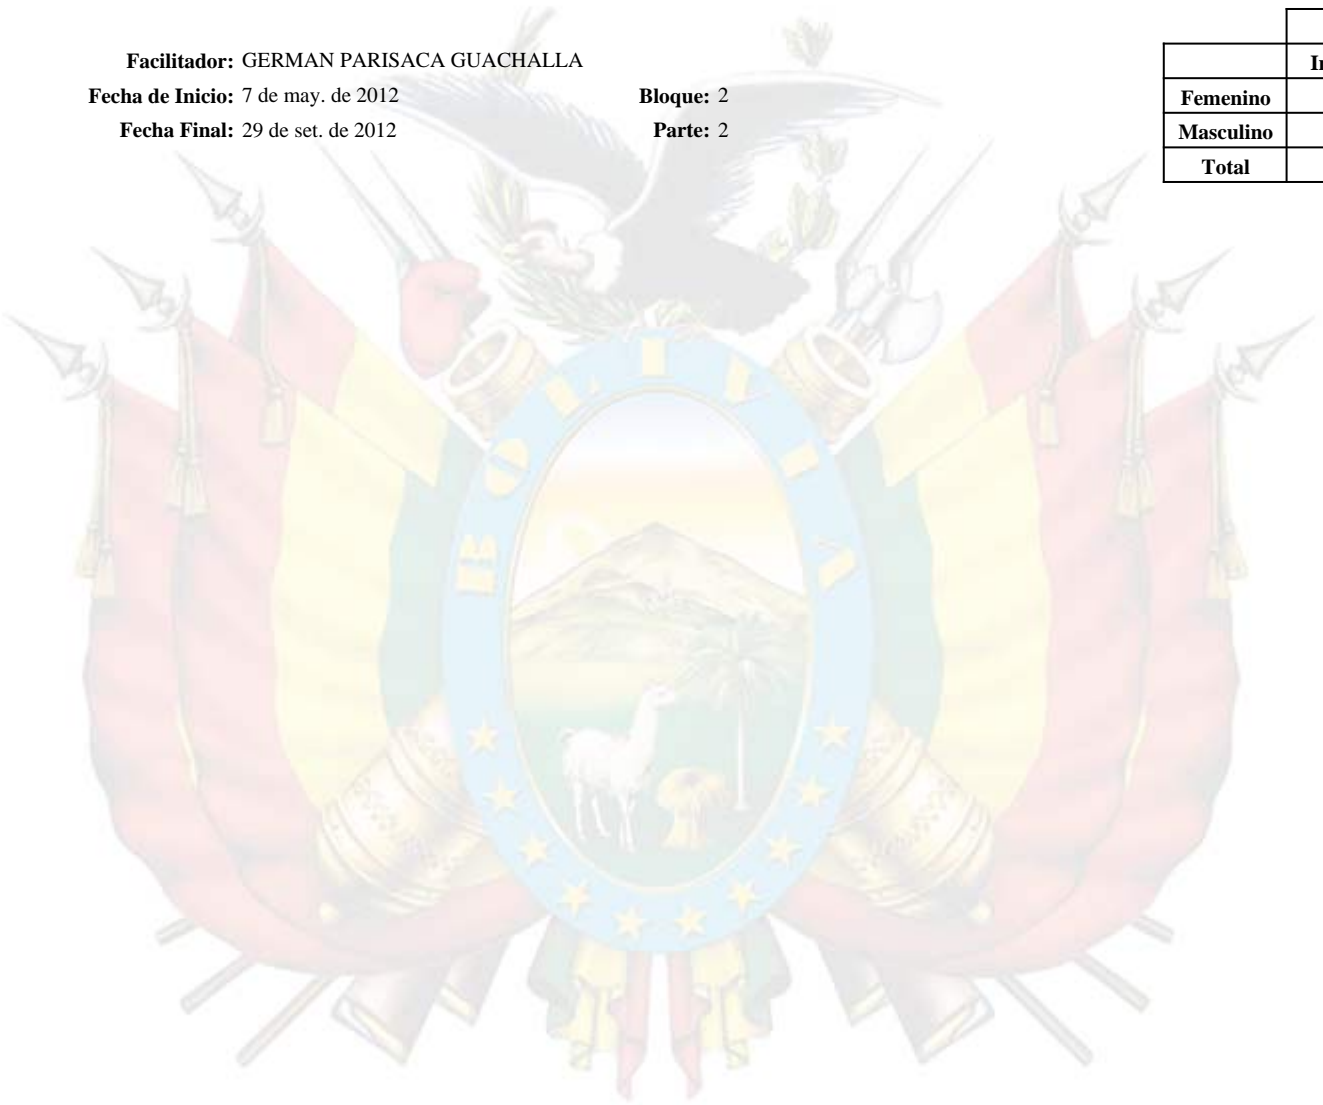 Facilitador: GERMAN PARISACA GUACHALLA
Fecha de Inicio: 7 de may. de 2012 Bloque: 2
Fecha Final: 29 de set. de 2012 Parte: 2
Femenino
Masculino
Total
BOLIVIA